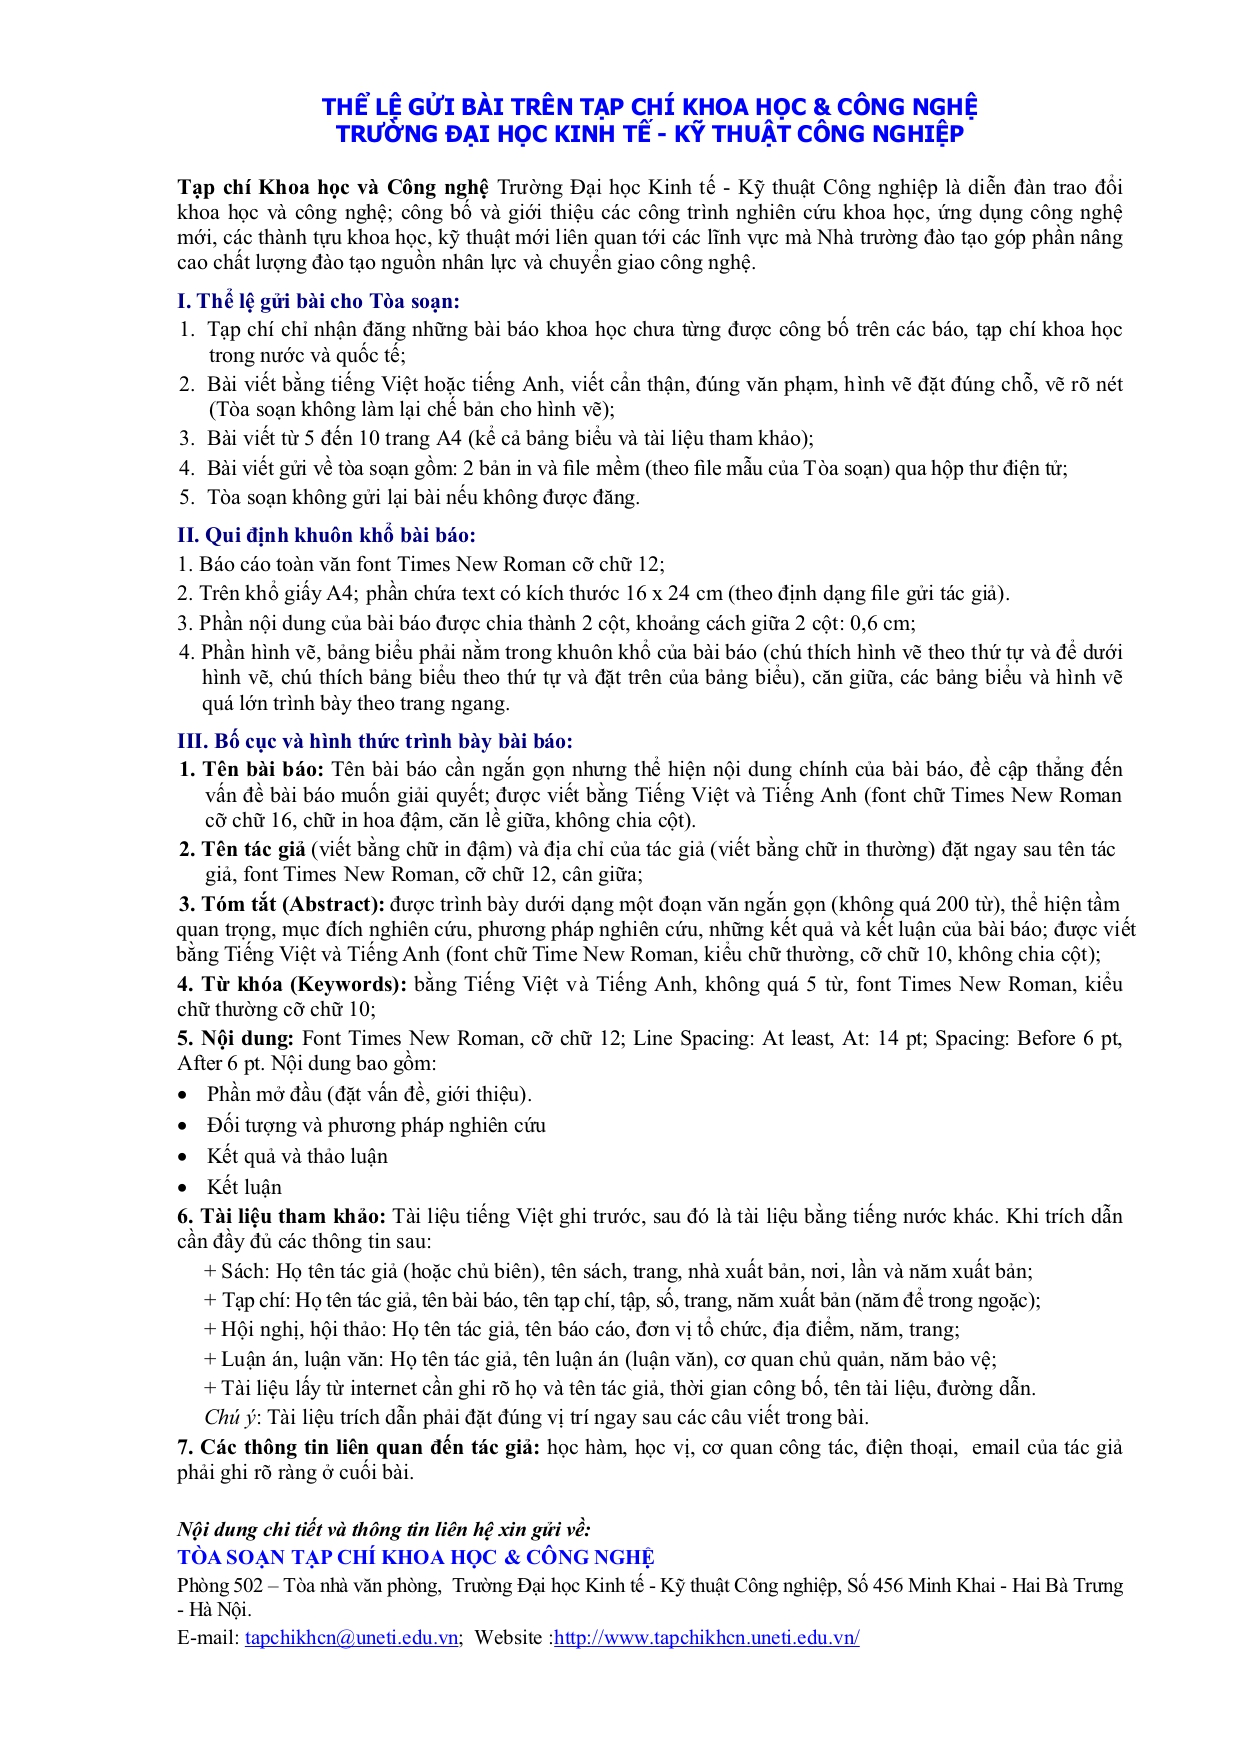 THỂ LỆ GỬI BÀI TRÊN TẠP CHÍ KHOA HỌC & CÔNG NGHỆ
TRƯỜNG ĐẠI HỌC KINH TẾ - KỸ THUẬT CÔNG NGHIỆP
Tạp chí Khoa học và Công nghệ Trường Đại học Kinh tế - Kỹ thuật Công nghiệp là diễn đàn trao đổi
khoa học và công nghệ; công bố và giới thiệu các công trình nghiên cứu khoa học, ứng dụng công nghệ
mới, các thành tựu khoa học, kỹ thuật mới liên quan tới các lĩnh vực mà Nhà trường đào tạo góp phần nâng
cao chất lượng đào tạo nguồn nhân lực và chuyển giao công nghệ.
I. Thể lệ gửi bài cho Tòa soạn:
1. Tạp chí chỉ nhận đăng những bài báo khoa học chưa từng được công bố trên các báo, tạp chí khoa học
trong nước và quốc tế;
2. Bài viết bằng tiếng Việt hoặc tiếng Anh, viết cẩn thận, đúng văn phạm, hình vẽ đặt đúng chỗ, vẽ rõ nét
(Tòa soạn không làm lại chế bản cho hình vẽ);
3. Bài viết từ 5 đến 10 trang A4 (kể cả bảng biểu và tài liệu tham khảo);
4. Bài viết gửi về tòa soạn gồm: 2 bản in và file mềm (theo file mẫu của Tòa soạn) qua hộp thư điện tử;
5. Tòa soạn không gửi lại bài nếu không được đăng.
II. Qui định khuôn khổ bài báo:
1. Báo cáo toàn văn font Times New Roman cỡ chữ 12;
2. Trên khổ giấy A4; phần chứa text có kích thước 16 x 24 cm (theo định dạng file gửi tác giả).
3. Phần nội dung của bài báo được chia thành 2 cột, khoảng cách giữa 2 cột: 0,6 cm;
4. Phần hình vẽ, bảng biểu phải nằm trong khuôn khổ của bài báo (chú thích hình vẽ theo thứ tự và để dưới
hình vẽ, chú thích bảng biểu theo thứ tự và đặt trên của bảng biểu), căn giữa, các bảng biểu và hình vẽ
quá lớn trình bày theo trang ngang.
III. Bố cục và hình thức trình bày bài báo:
1. Tên bài báo: Tên bài báo cần ngắn gọn nhưng thể hiện nội dung chính của bài báo, đề cập thẳng đến
vấn đề bài báo muốn giải quyết; được viết bằng Tiếng Việt và Tiếng Anh (font chữ Times New Roman
cỡ chữ 16, chữ in hoa đậm, căn lề giữa, không chia cột).
2. Tên tác giả (viết bằng chữ in đậm) và địa chỉ của tác giả (viết bằng chữ in thường) đặt ngay sau tên tác
giả, font Times New Roman, cỡ chữ 12, cân giữa;
3. Tóm tắt (Abstract): được trình bày dưới dạng một đoạn văn ngắn gọn (không quá 200 từ), thể hiện tầm
quan trọng, mục đích nghiên cứu, phương pháp nghiên cứu, những kết quả và kết luận của bài báo; được viết
bằng Tiếng Việt và Tiếng Anh (font chữ Time New Roman, kiểu chữ thường, cỡ chữ 10, không chia cột);
4. Từ khóa (Keywords): bằng Tiếng Việt và Tiếng Anh, không quá 5 từ, font Times New Roman, kiểu
chữ thường cỡ chữ 10;
5. Nội dung: Font Times New Roman, cỡ chữ 12; Line Spacing: At least, At: 14 pt; Spacing: Before 6 pt,
After 6 pt. Nội dung bao gồm:
• Phần mở đầu (đặt vấn đề, giới thiệu).
• Đối tượng và phương pháp nghiên cứu
• Kết quả và thảo luận
• Kết luận
6. Tài liệu tham khảo: Tài liệu tiếng Việt ghi trước, sau đó là tài liệu bằng tiếng nước khác. Khi trích dẫn
cần đầy đủ các thông tin sau:
+ Sách: Họ tên tác giả (hoặc chủ biên), tên sách, trang, nhà xuất bản, nơi, lần và năm xuất bản;
+ Tạp chí: Họ tên tác giả, tên bài báo, tên tạp chí, tập, số, trang, năm xuất bản (năm để trong ngoặc);
+ Hội nghị, hội thảo: Họ tên tác giả, tên báo cáo, đơn vị tổ chức, địa điểm, năm, trang;
+ Luận án, luận văn: Họ tên tác giả, tên luận án (luận văn), cơ quan chủ quản, năm bảo vệ;
+ Tài liệu lấy từ internet cần ghi rõ họ và tên tác giả, thời gian công bố, tên tài liệu, đường dẫn.
Chú ý: Tài liệu trích dẫn phải đặt đúng vị trí ngay sau các câu viết trong bài.
7. Các thông tin liên quan đến tác giả: học hàm, học vị, cơ quan công tác, điện thoại, email của tác giả
phải ghi rõ ràng ở cuối bài.
Nội dung chi tiết và thông tin liên hệ xin gửi về:
TÒA SOẠN TẠP CHÍ KHOA HỌC & CÔNG NGHỆ
Phòng 502 – Tòa nhà văn phòng, Trường Đại học Kinh tế - Kỹ thuật Công nghiệp, Số 456 Minh Khai - Hai Bà Trưng
- Hà Nội.
E-mail: tapchikhcn@uneti.edu.vn; Website :http://www.tapchikhcn.uneti.edu.vn/